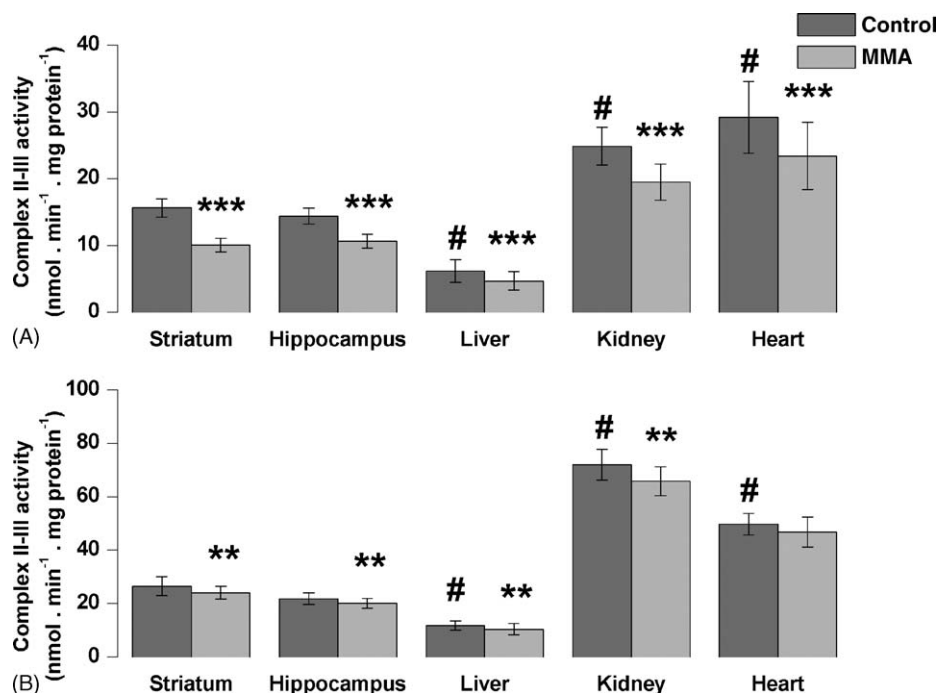 Control
MMA
Complex II-III activity
(nmol . min⁻¹ . mg protein⁻¹)
40
30
20
10
0
#
***
#
***
***
***
#
***
(A)
Striatum Hippocampus Liver Kidney Heart
Complex II-III activity
(nmol . min⁻¹ . mg protein⁻¹)
100
80
60
40
20
0
#
**
#
**
**
#
**
(B)
Striatum Hippocampus Liver Kidney Heart